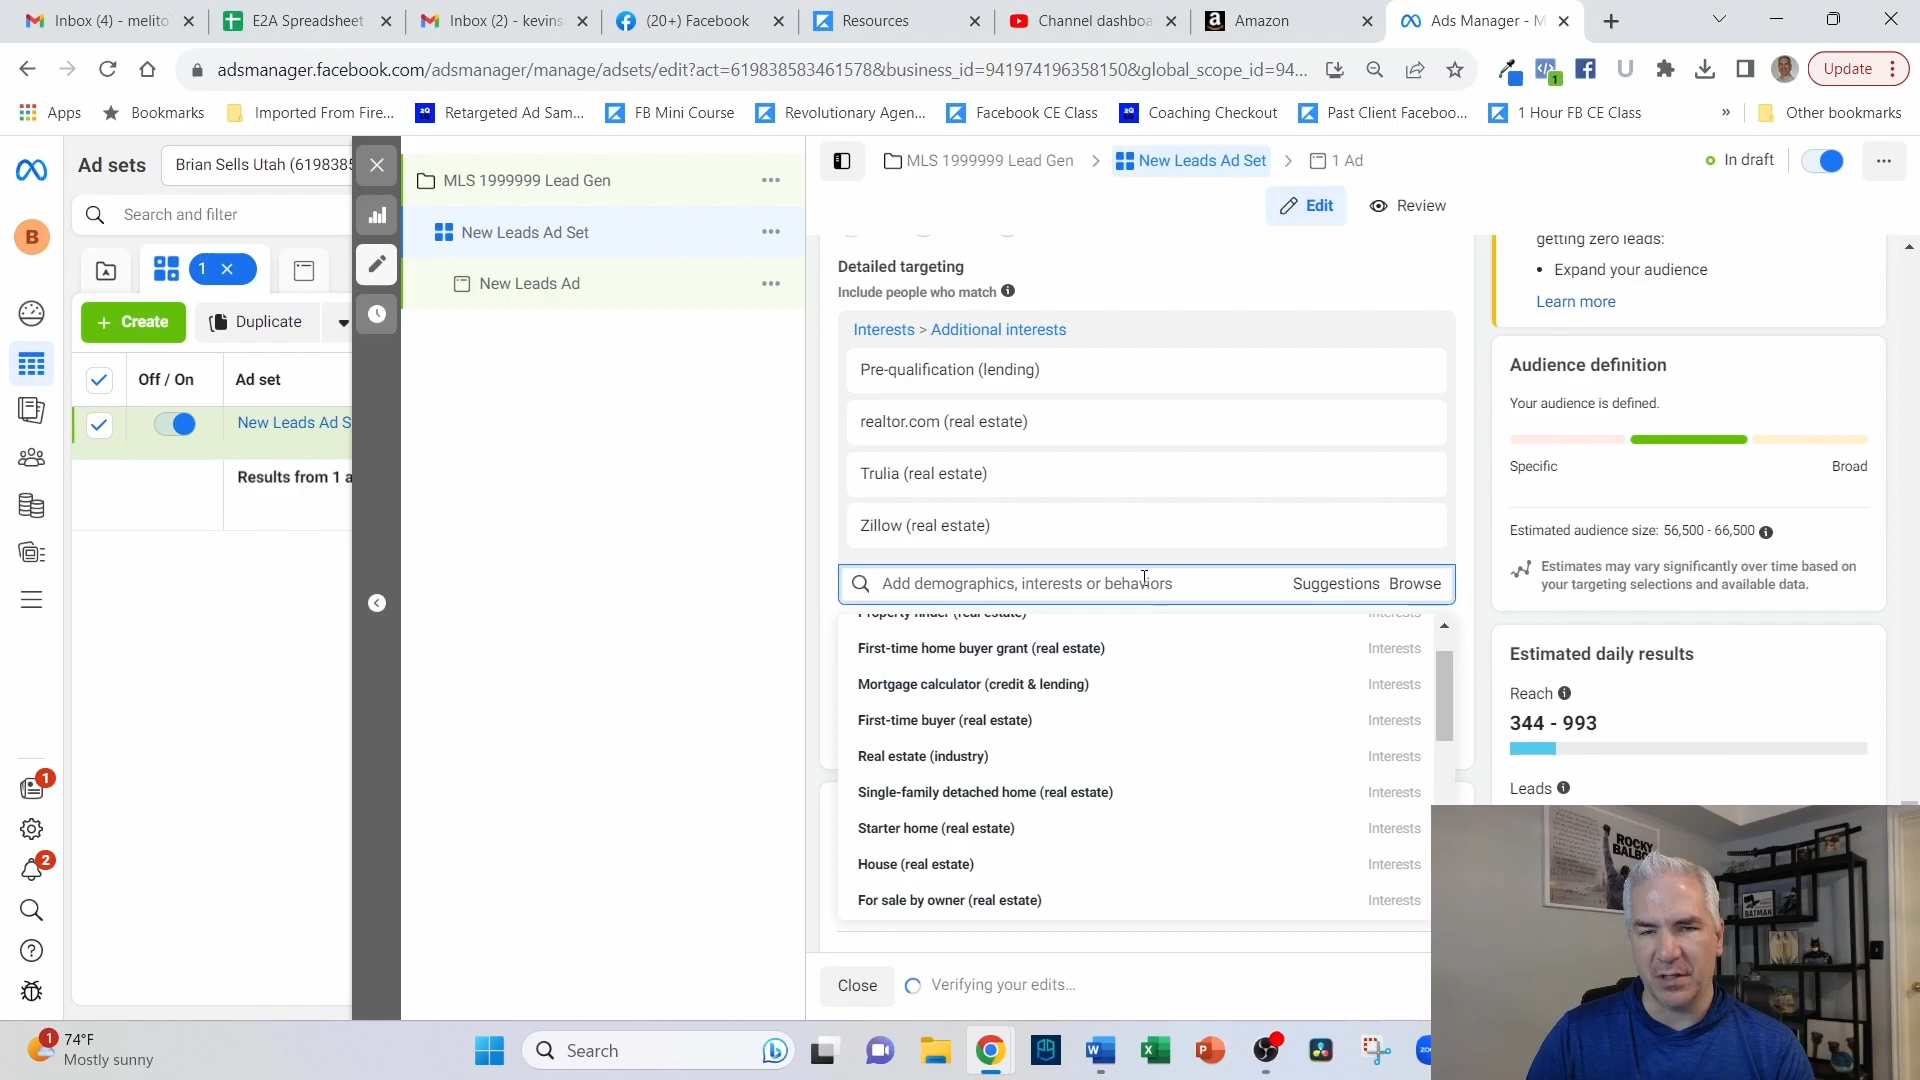 Inbox (4) - melito
E2A Spreadsheet
Inbox (2) - kevins
(20+) Facebook
Resources
Channel dashboa
Amazon
Ads Manager - M
adsmanager.facebook.com/adsmanager/manage/adsets/edit?act=619838583461578&business_id=941974196358150&global_scope_id=94...
1
Update
Apps
Bookmarks
Imported From Fire...
Retargeted Ad Sam...
FB Mini Course
Revolutionary Agen...
Facebook CE Class
Coaching Checkout
Past Client Faceboo...
1 Hour FB CE Class
»
Other bookmarks
Ad sets
Brian Sells Utah (6198385
Search and filter
B
1
+ Create
Duplicate
Off / On
Ad set
New Leads Ad S
Results from 1 a
1
2
MLS 1999999 Lead Gen
New Leads Ad Set
New Leads Ad
MLS 1999999 Lead Gen
New Leads Ad Set
1 Ad
In draft
Edit
Review
Detailed targeting
Include people who match
Interests > Additional interests
Pre-qualification (lending)
realtor.com (real estate)
Trulia (real estate)
Zillow (real estate)
Add demographics, interests or behaviors
Suggestions
Browse
Property finder (real estate) Interests
First-time home buyer grant (real estate) Interests
Mortgage calculator (credit & lending) Interests
First-time buyer (real estate) Interests
Real estate (industry) Interests
Single-family detached home (real estate) Interests
Starter home (real estate) Interests
House (real estate) Interests
For sale by owner (real estate) Interests
Close
Verifying your edits...
getting zero leads:
• Expand your audience
Learn more
Audience definition
Your audience is defined.
Specific
Broad
Estimated audience size: 56,500 - 66,500
Estimates may vary significantly over time based on
your targeting selections and available data.
Estimated daily results
Reach
344 - 993
Leads
ROCKY
BALBO
BATMAN
1
74°F
Mostly sunny
Search